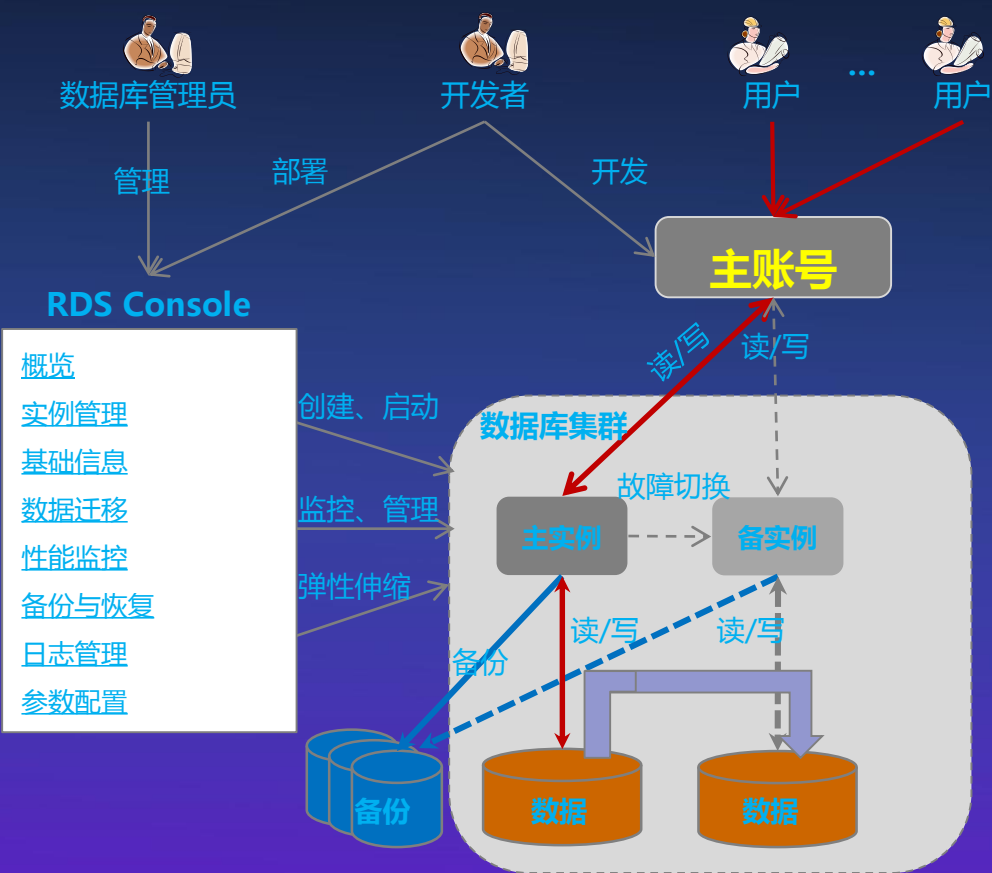 数据库管理员
开发者
用户
...
用户
管理
部署
开发
主账号
RDS Console
概览
实例管理
基础信息
数据迁移
性能监控
备份与恢复
日志管理
参数配置
读/写
读/写
创建、启动
监控、管理
弹性伸缩
数据库集群
故障切换
主实例
备实例
读/写
读/写
备份
备份
数据
数据